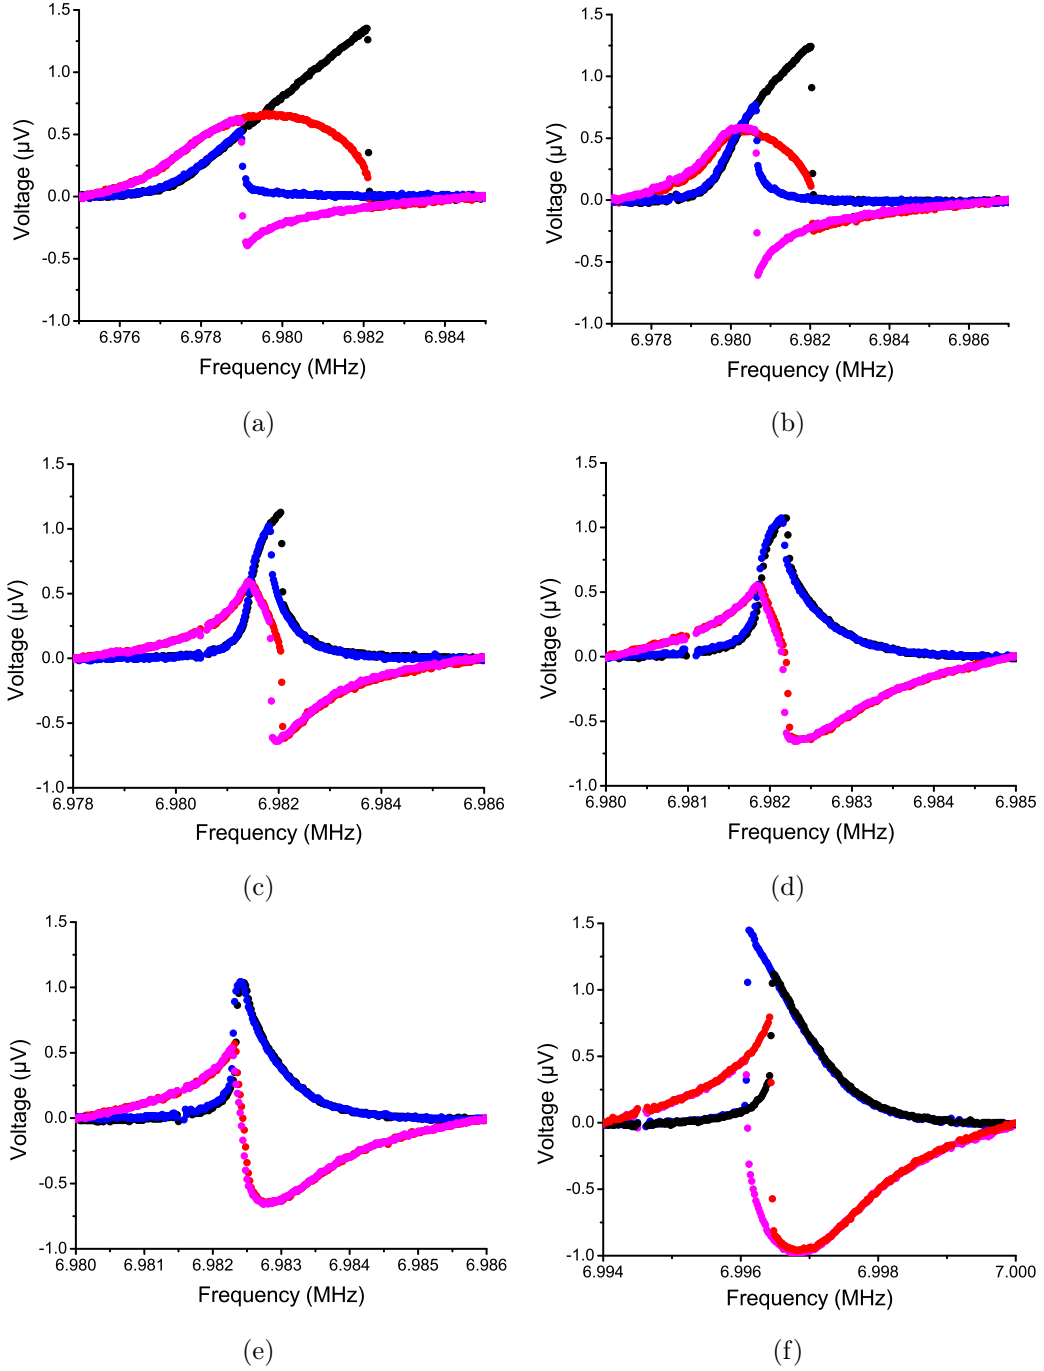 1.5
1.0
0.5
0.0
-0.5
-1.0
Voltage (µV)
6.976 6.978 6.980 6.982 6.984
Frequency (MHz)
(a)
1.5
1.0
0.5
0.0
-0.5
-1.0
Voltage (µV)
6.978 6.980 6.982 6.984 6.986
Frequency (MHz)
(b)
1.5
1.0
0.5
0.0
-0.5
-1.0
Voltage (µV)
6.978 6.980 6.982 6.984 6.986
Frequency (MHz)
(c)
1.5
1.0
0.5
0.0
-0.5
-1.0
Voltage (µV)
6.980 6.981 6.982 6.983 6.984 6.985
Frequency (MHz)
(d)
1.5
1.0
0.5
0.0
-0.5
-1.0
Voltage (µV)
6.980 6.981 6.982 6.983 6.984 6.985 6.986
Frequency (MHz)
(e)
1.5
1.0
0.5
0.0
-0.5
-1.0
Voltage (µV)
6.994 6.996 6.998 7.000
Frequency (MHz)
(f)